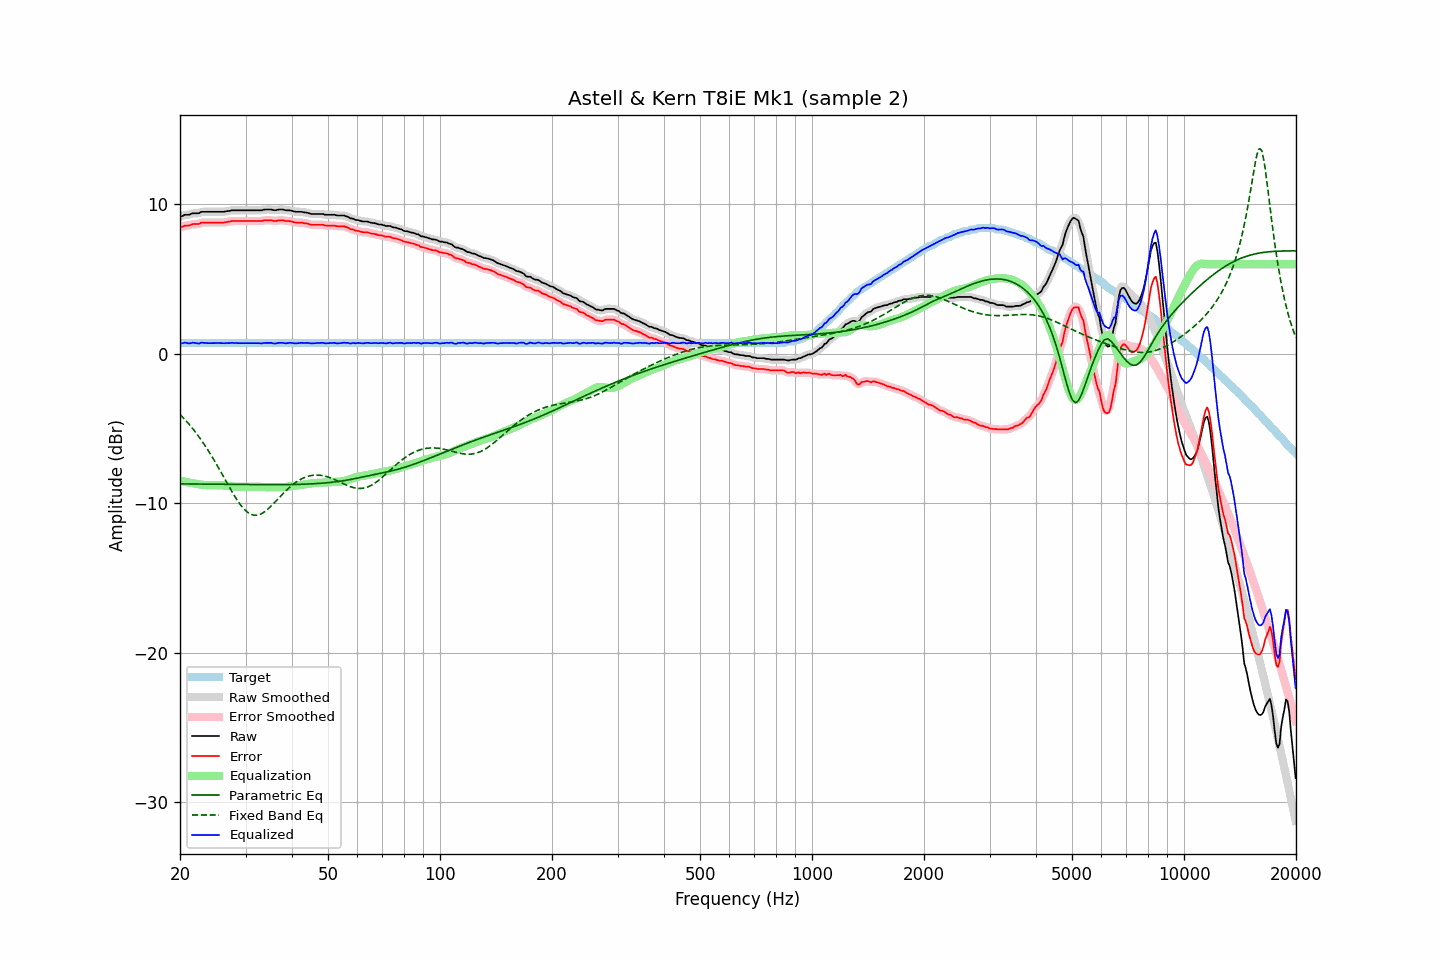 Astell & Kern T8iE Mk1 (sample 2)
Amplitude (dBr)
10
0
−10
−20
−30
Target
Raw Smoothed
Error Smoothed
Raw
Error
Equalization
Parametric Eq
Fixed Band Eq
Equalized
20 50 100 200 500 1000 2000 5000 10000 20000
Frequency (Hz)